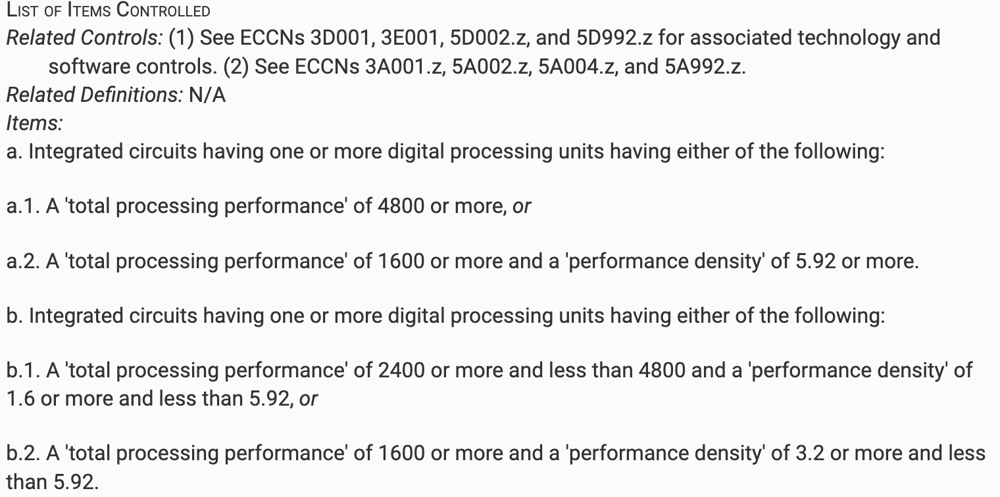 List of Items Controlled
Related Controls: (1) See ECCNs 3D001, 3E001, 5D002.z, and 5D992.z for associated technology and
software controls. (2) See ECCNs 3A001.z, 5A002.z, 5A004.z, and 5A992.z.
Related Definitions: N/A
Items:
a. Integrated circuits having one or more digital processing units having either of the following:
a.1. A 'total processing performance' of 4800 or more, or
a.2. A 'total processing performance' of 1600 or more and a 'performance density' of 5.92 or more.
b. Integrated circuits having one or more digital processing units having either of the following:
b.1. A 'total processing performance' of 2400 or more and less than 4800 and a 'performance density' of
1.6 or more and less than 5.92, or
b.2. A 'total processing performance' of 1600 or more and a 'performance density' of 3.2 or more and less
than 5.92.